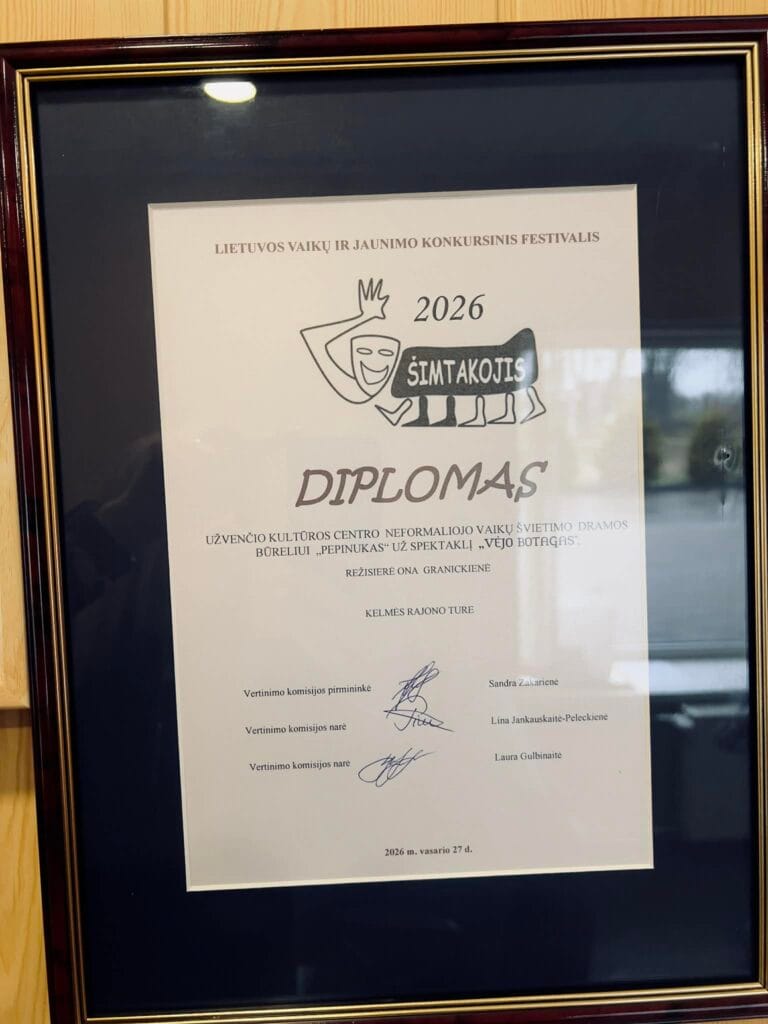 LIETUVOS VAIKŲ IR JAUNIMO KONKURSINIS FESTIVALIS
2026
ŠIMTAKOJIS
DIPLOMAS
UŽVENČIO KULTŪROS CENTRO NEFORMALIOJO VAIKŲ ŠVIETIMO DRAMOS
BŪRELIUI „PEPINUKAS“ UŽ SPEKTAKLĮ „VĖJO BOTAGAS“.
REŽISIERĖ ONA GRANICKIENĖ
KELMĖS RAJONO TURE
Vertinimo komisijos pirmininkė Sandra Žakarienė
Vertinimo komisijos narė Lina Jankauskaitė-Peleckienė
Vertinimo komisijos narė Laura Gulbinaitė
2026 m. vasario 27 d.